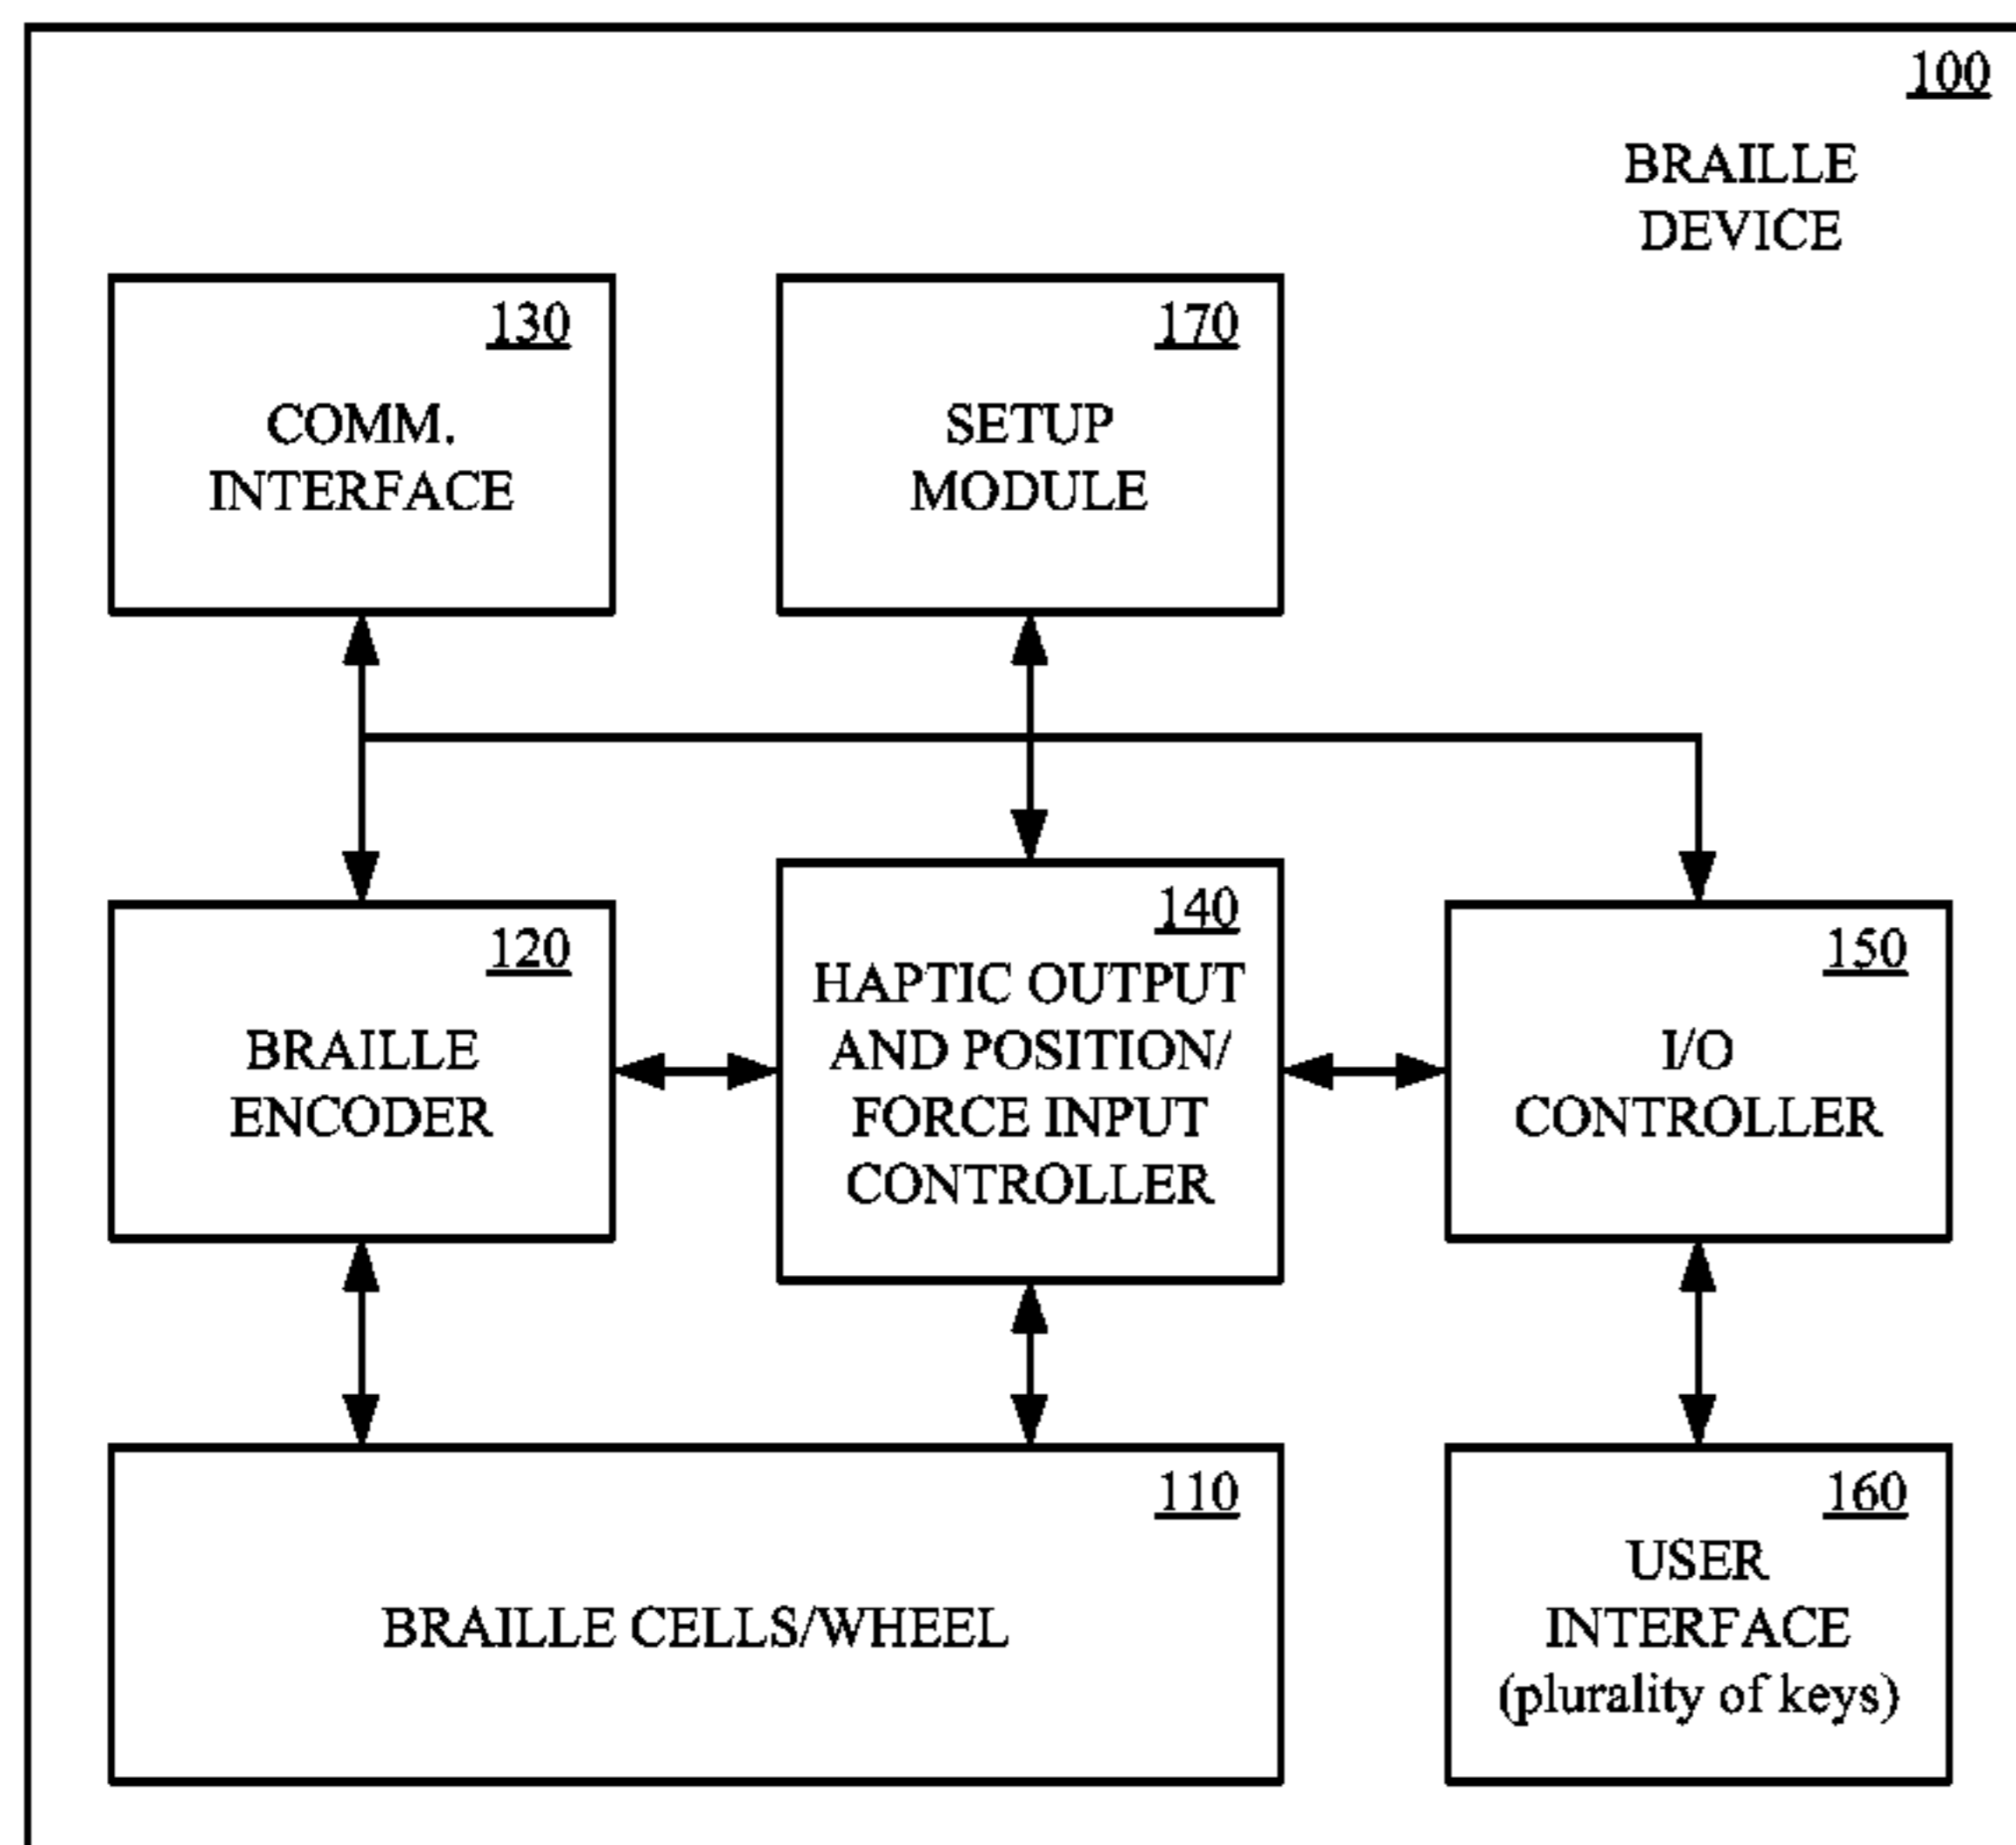 100
BRAILLE
DEVICE
130
COMM.
INTERFACE
170
SETUP
MODULE
120
BRAILLE
ENCODER
140
HAPTIC OUTPUT
AND POSITION/
FORCE INPUT
CONTROLLER
150
I/O
CONTROLLER
110
BRAILLE CELLS/WHEEL
160
USER
INTERFACE
(plurality of keys)